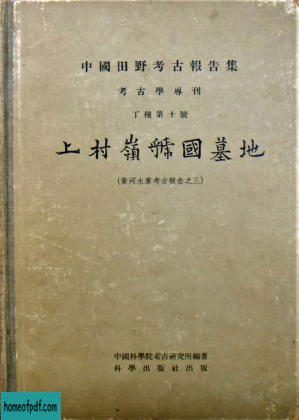 中國田野考古報告集
考古學專刊
丁種第十號
上村嶺虢國墓地
(黃河水庫考古報告之三)
中國科學院考古研究所編著
科學出版社出版
homeofpdf.com
homeofpdf.com